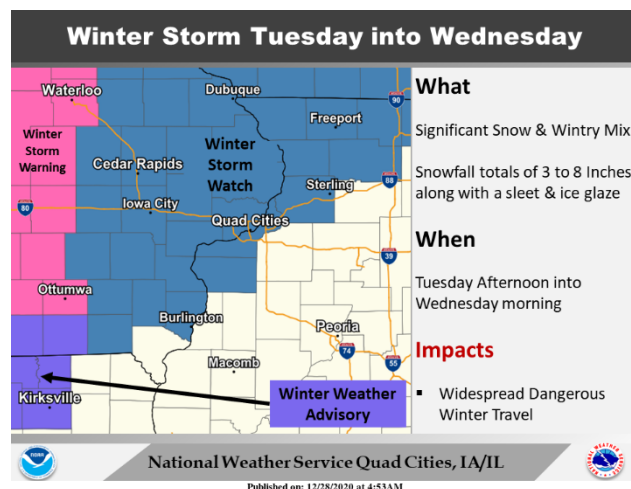 Winter Storm Tuesday into Wednesday
Waterloo
Dubuque
90
Freeport
Winter
Storm
Warning
Winter
Storm
Watch
Cedar Rapids
Sterling
88
Iowa City
80
Quad Cities
39
Ottumwa
Burlington
Peoria
74
Macomb
55
Kirksville
Winter Weather
Advisory
What
Significant Snow & Wintry Mix
Snowfall totals of 3 to 8 Inches
along with a sleet & ice glaze
When
Tuesday Afternoon into
Wednesday morning
Impacts
▪ Widespread Dangerous
Winter Travel
NOAA
National Weather Service Quad Cities, IA/IL
Published on: 12/28/2020 at 4:53AM